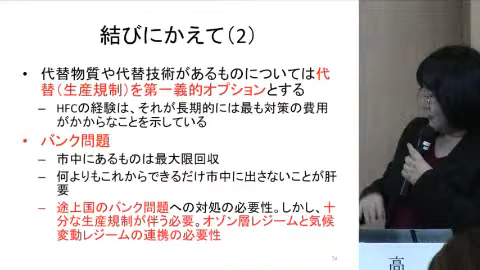 結びにかえて（2）
• 代替物質や代替技術があるものについては代
替（生産規制）を第一義的オプションとする
– HFCの経験は、それが長期的には最も対策の費用
がかからなことを示している
• バンク問題
– 市中にあるものは最大限回収
– 何よりもこれからできるだけ市中に出さないことが肝
要
– 途上国のバンク問題への対処の必要性。しかし、十
分な生産規制が伴う必要。オゾン層レジームと気候
変動レジームの連携の必要性
高